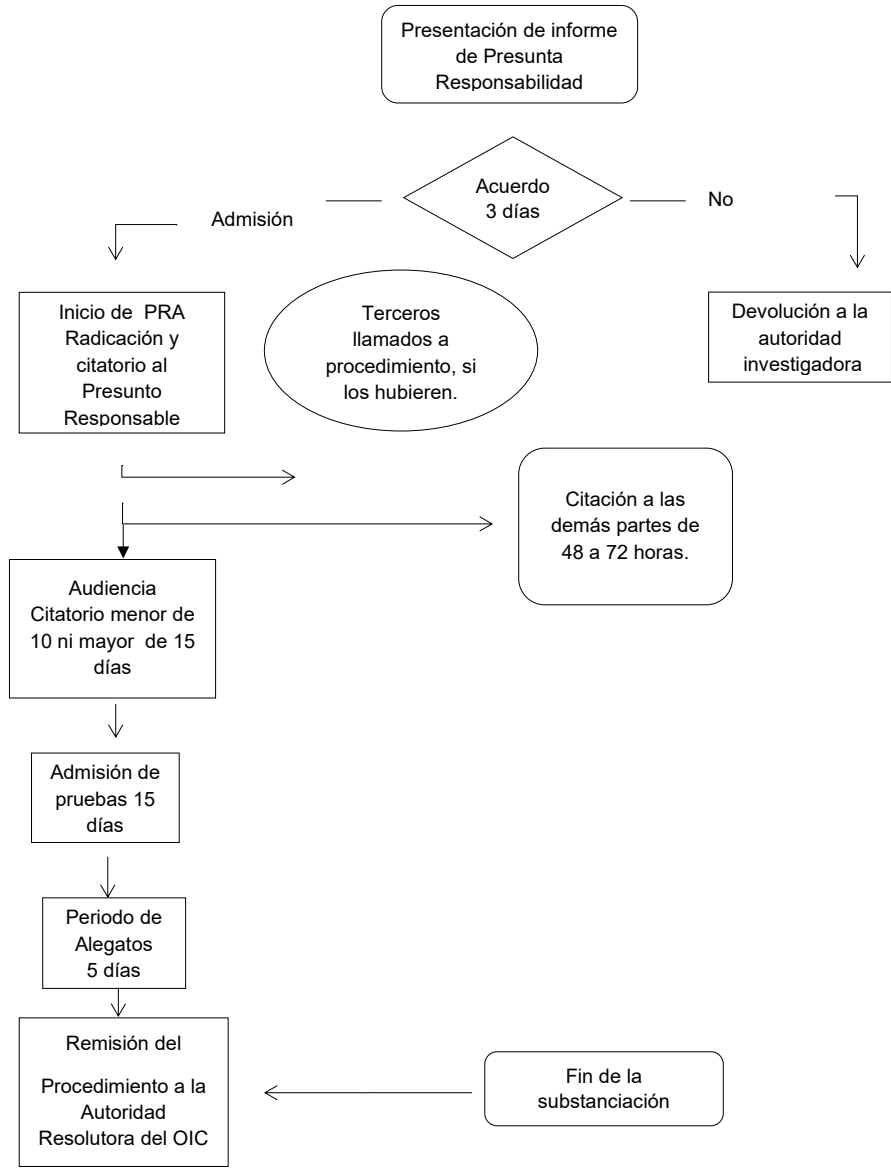 Presentación de informe
de Presunta
Responsabilidad
Acuerdo
3 días
Admisión
No
Inicio de PRA
Radicación y
citatorio al
Presunto
Responsable
Terceros
llamados a
procedimiento, si
los hubieren.
Devolución a la
autoridad
investigadora
Citación a las
demás partes de
48 a 72 horas.
Audiencia
Citatorio menor de
10 ni mayor de 15
días
Admisión de
pruebas 15
días
Periodo de
Alegatos
5 días
Remisión del
Procedimiento a la
Autoridad
Resolutora del OIC
Fin de la
substanciación